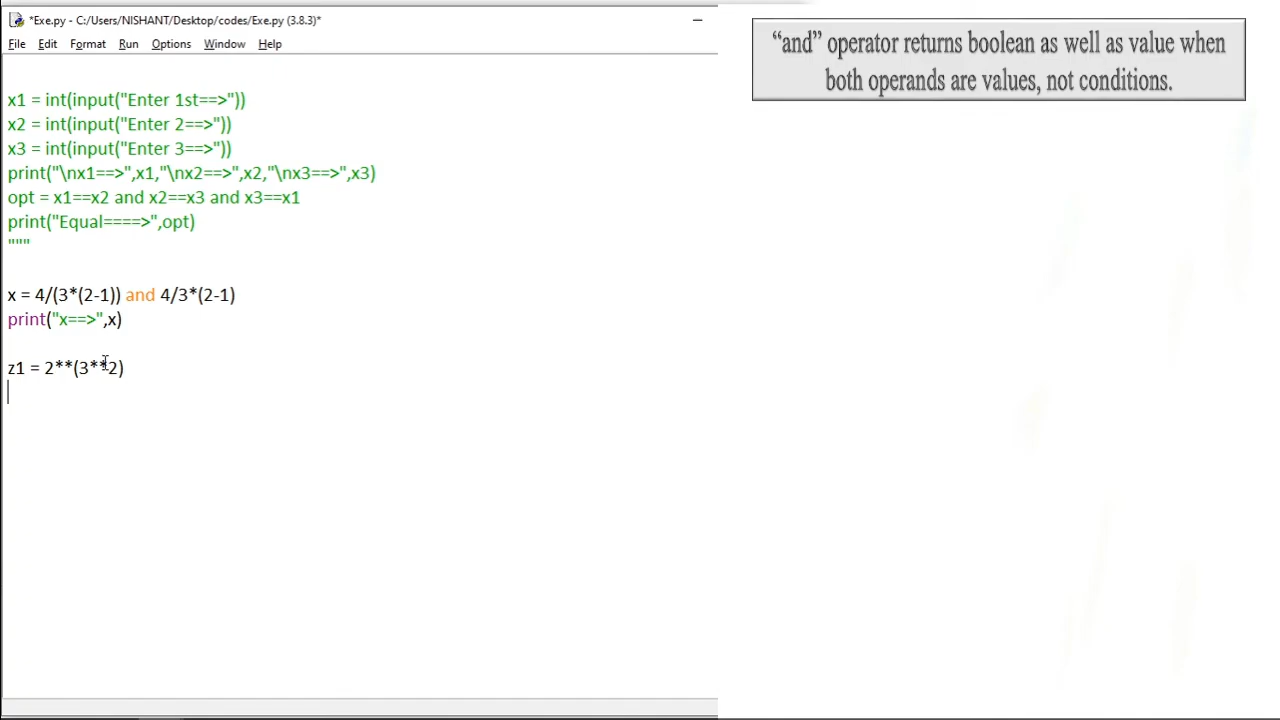 *Exe.py - C:/Users/NISHANT/Desktop/codes/Exe.py (3.8.3)*
File Edit Format Run Options Window Help
x1 = int(input("Enter 1st==>"))
x2 = int(input("Enter 2==>"))
x3 = int(input("Enter 3==>"))
print("\nx1==>",x1,"\nx2==>",x2,"\nx3==>",x3)
opt = x1==x2 and x2==x3 and x3==x1
print("Equal====>",opt)
"""
x = 4/(3*(2-1)) and 4/3*(2-1)
print("x==>",x)
z1 = 2**(3**2)
“and” operator returns boolean as well as value when
both operands are values, not conditions.